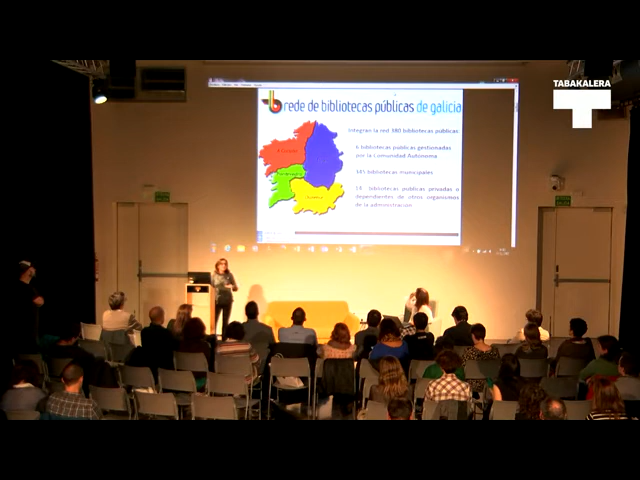 TABAKALERA
rede de bibliotecas públicas de galicia
Integran la red 380 bibliotecas públicas
6 bibliotecas públicas gestionadas
por la Comunidad Autónoma
bibliotecas municipales
14 bibliotecas públicas privadas o
dependientes de otros organismos
de la administración